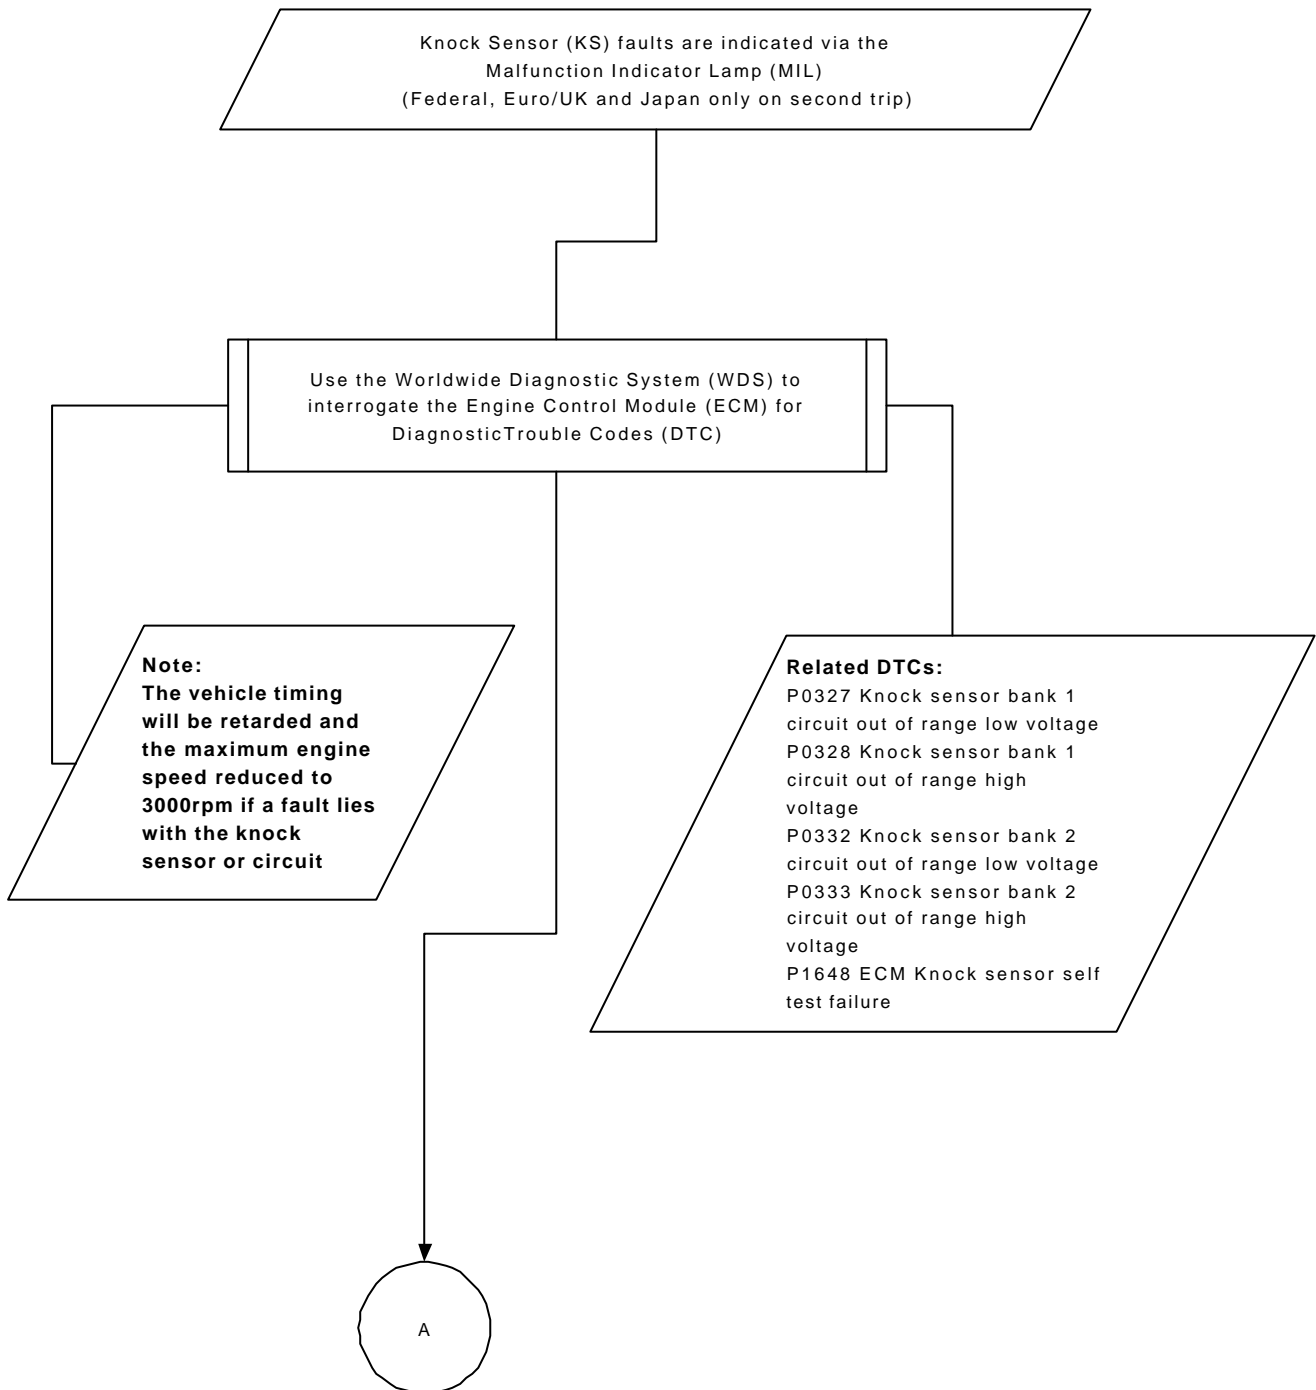 Knock Sensor (KS) faults are indicated via the
Malfunction Indicator Lamp (MIL)
(Federal, Euro/UK and Japan only on second trip)
Use the Worldwide Diagnostic System (WDS) to
interrogate the Engine Control Module (ECM) for
DiagnosticTrouble Codes (DTC)
Note:
The vehicle timing
will be retarded and
the maximum engine
speed reduced to
3000rpm if a fault lies
with the knock
sensor or circuit
Related DTCs:
P0327 Knock sensor bank 1
circuit out of range low voltage
P0328 Knock sensor bank 1
circuit out of range high
voltage
P0332 Knock sensor bank 2
circuit out of range low voltage
P0333 Knock sensor bank 2
circuit out of range high
voltage
P1648 ECM Knock sensor self
test failure
A